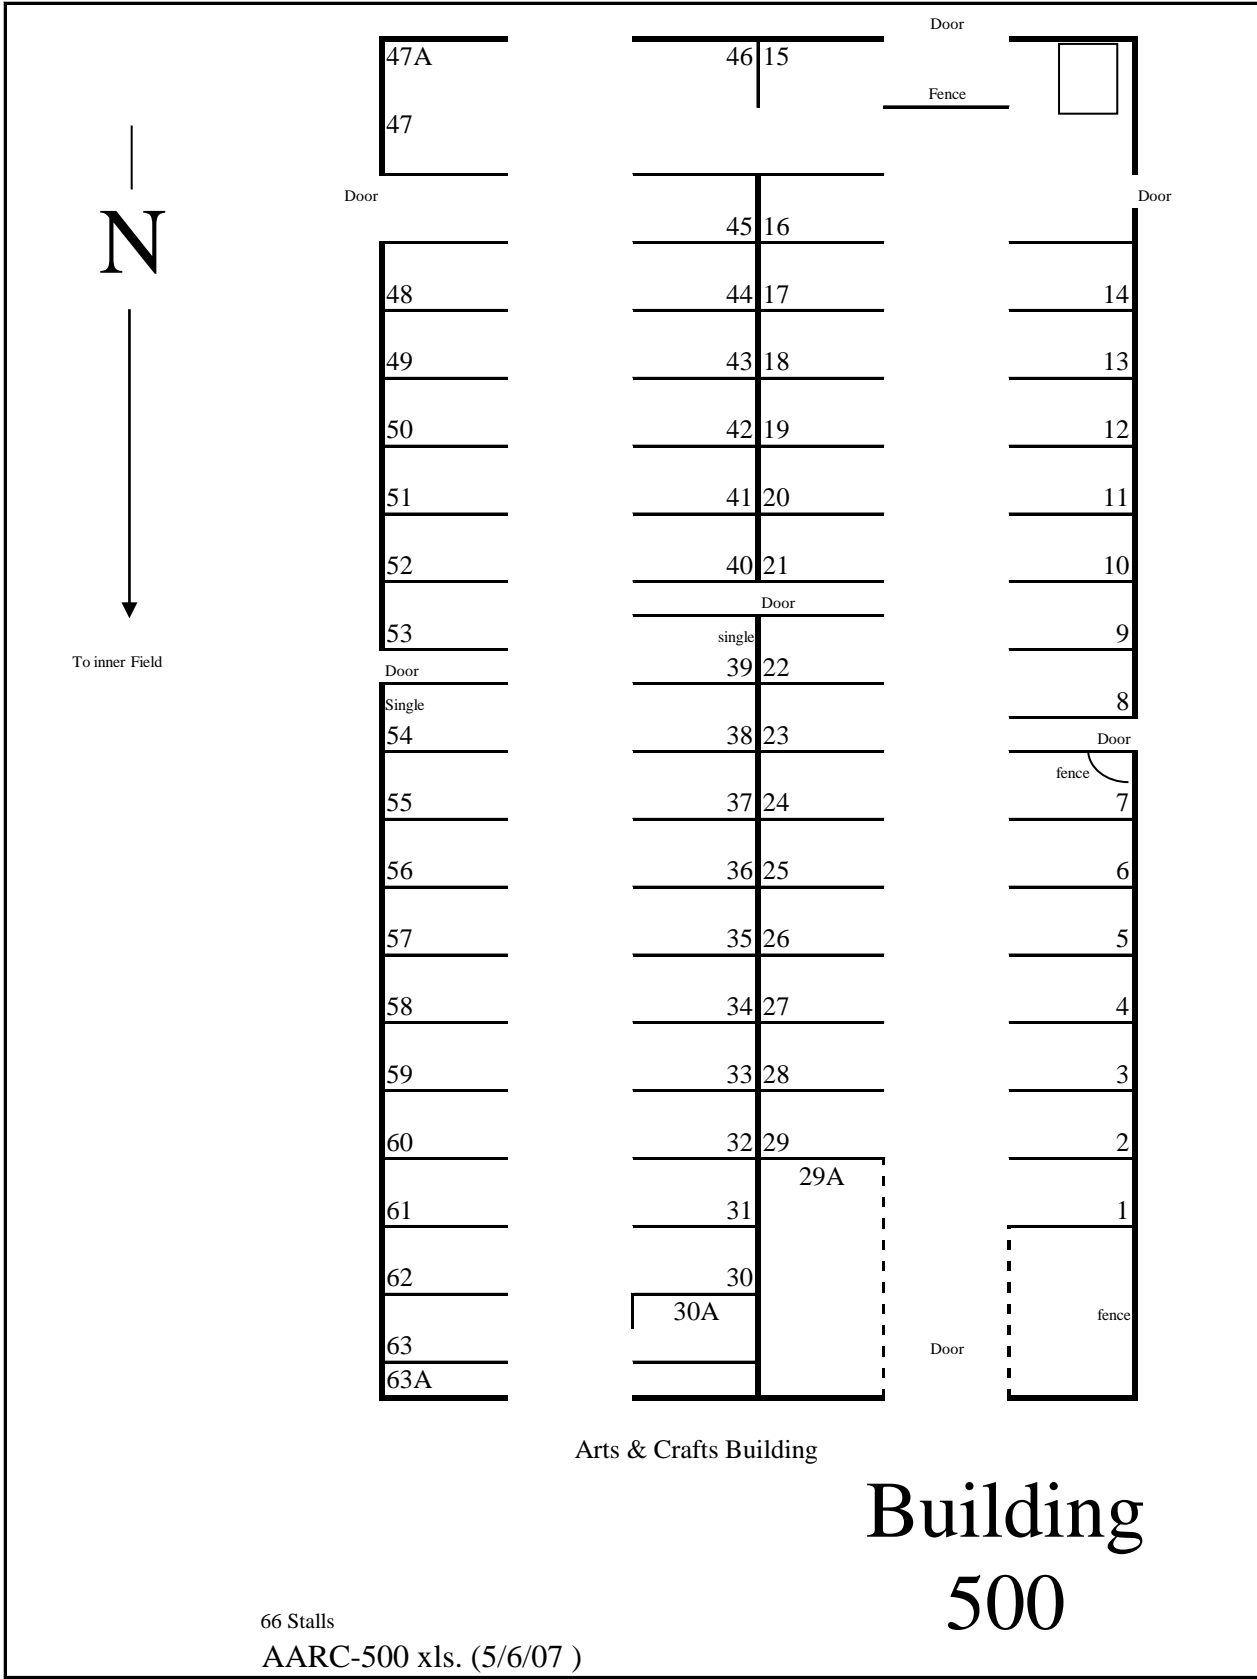 Door
47A 46 15
Fence
47
Door Door
N
45 16
48 44 17 14
49 43 18 13
50 42 19 12
51 41 20 11
52 40 21 10
Door
53 single 9
To inner Field
Door 39 22
Single 8
54 38 23 Door
fence
55 37 24 7
56 36 25 6
57 35 26 5
58 34 27 4
59 33 28 3
60 32 29 2
29A
61 31 1
62 30
30A fence
63 Door
63A
Arts & Crafts Building
Building
500
66 Stalls
AARC-500 xls. (5/6/07 )